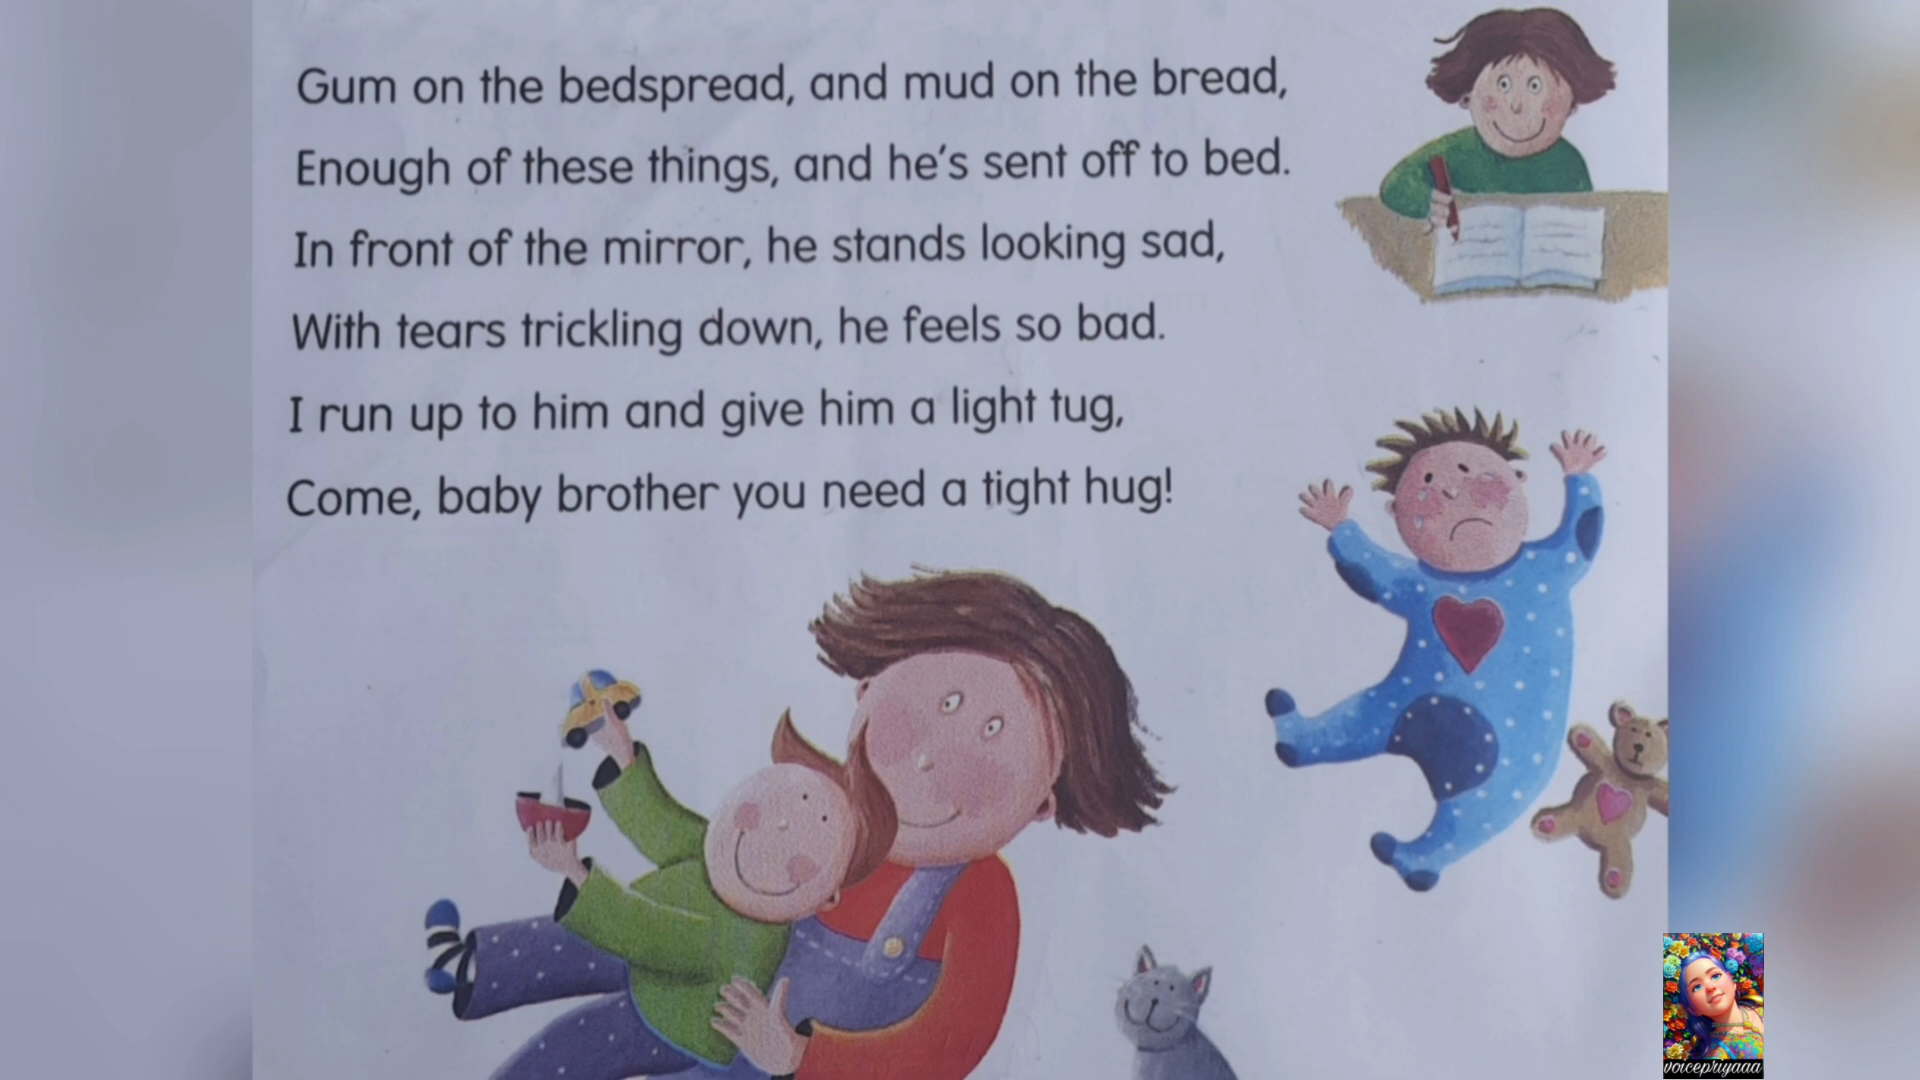 Gum on the bedspread, and mud on the bread,
Enough of these things, and he's sent off to bed.
In front of the mirror, he stands looking sad,
With tears trickling down, he feels so bad.
I run up to him and give him a light tug,
Come, baby brother you need a tight hug!
voicepriyaaa